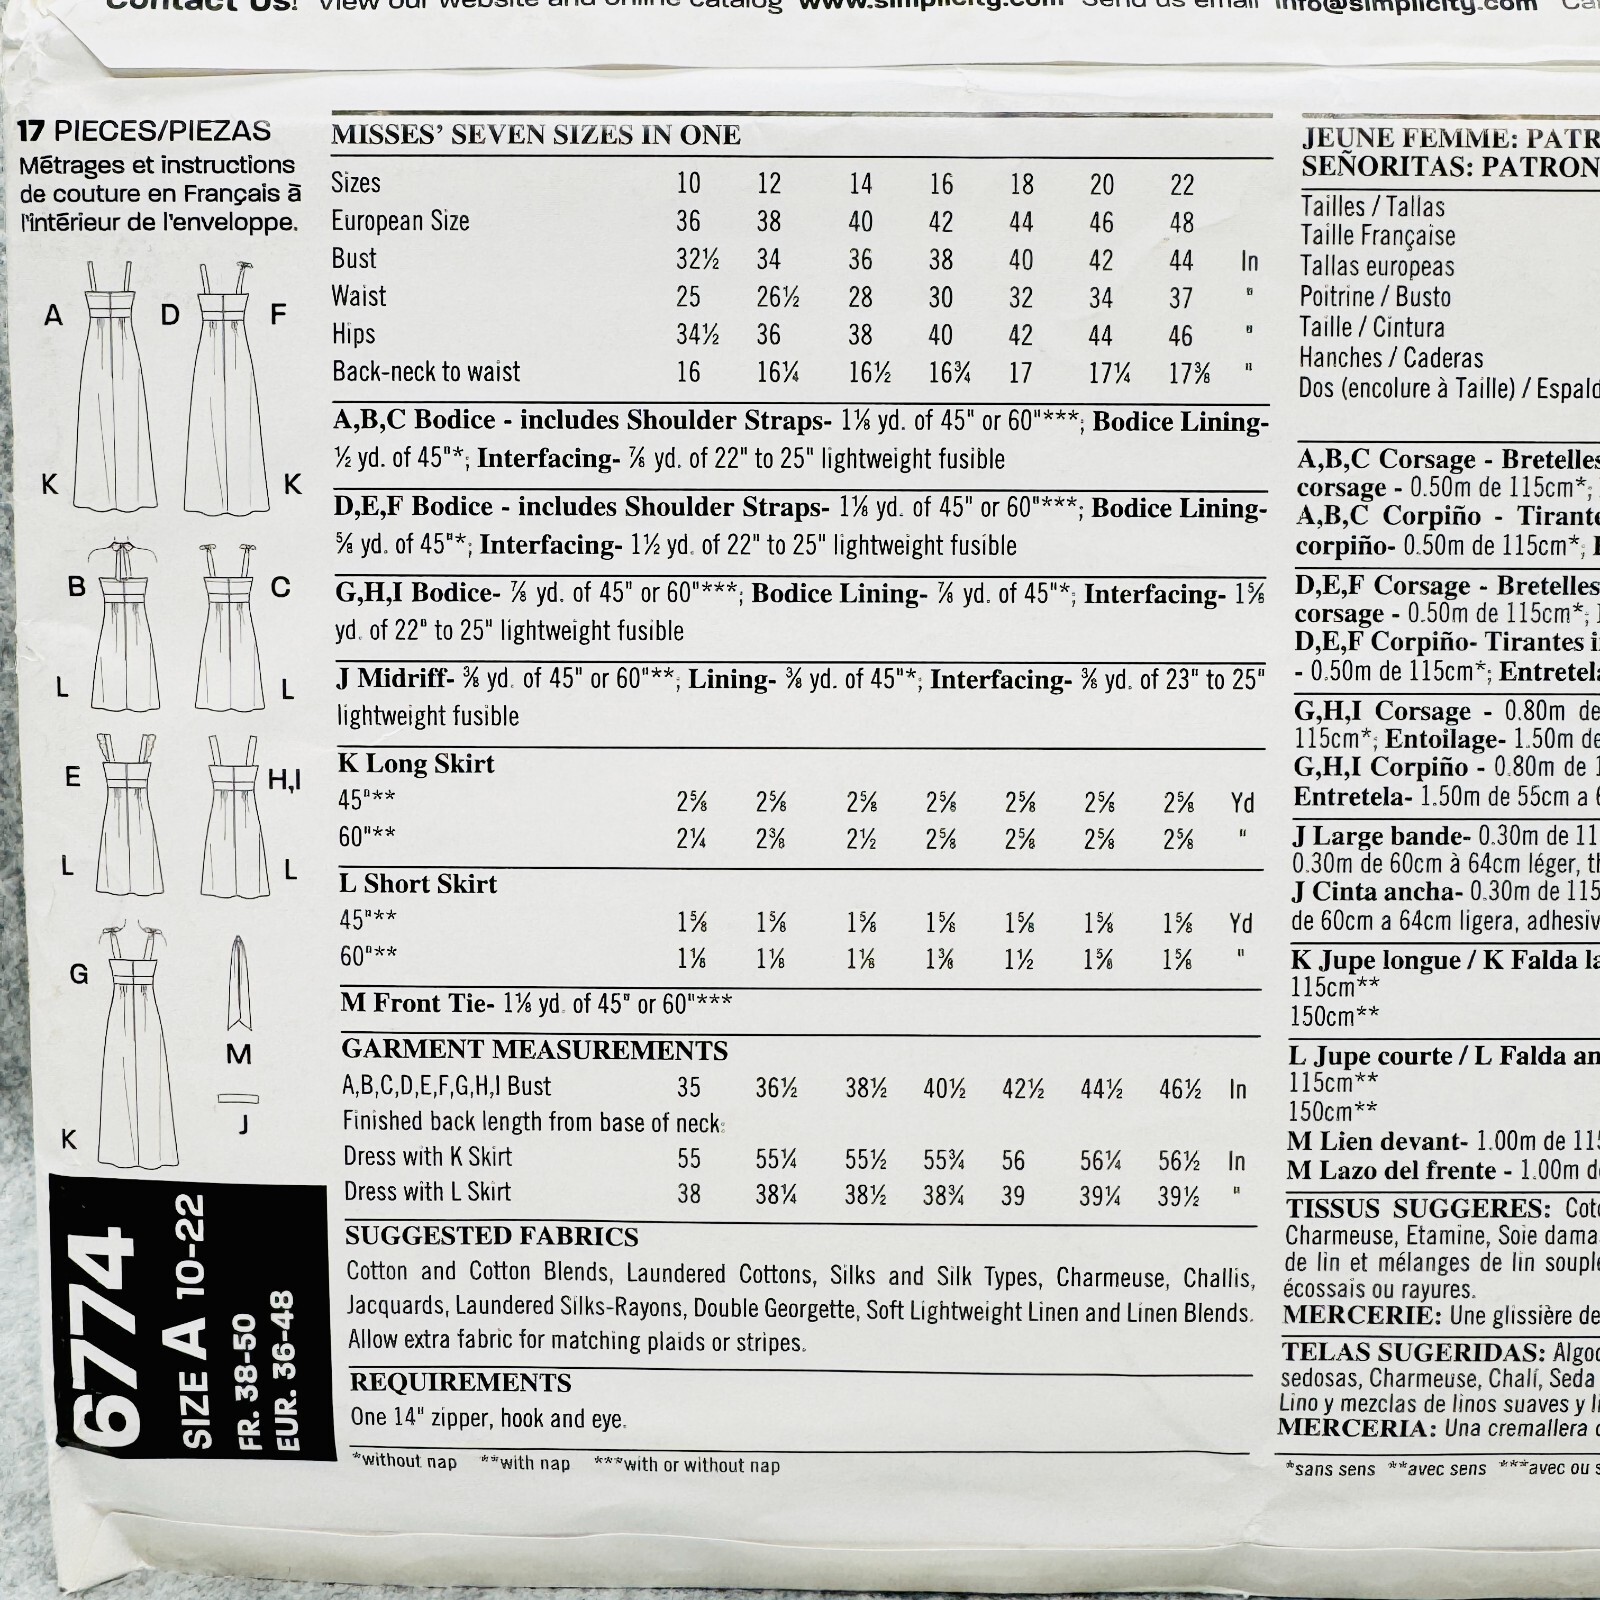 Contact Us! View our website and online catalog www.simplicity.com Send us email info@simplicity.com
17 PIECES/PIEZAS
Métrages et instructions
de couture en Français à
l'intérieur de l'enveloppe.
A D F
K K
B C
L L
E H,I
L L
G
M
K J
6774
SIZE A 10-22
FR. 38-50
EUR. 36-48
MISSES' SEVEN SIZES IN ONE
Sizes 10 12 14 16 18 20 22
European Size 36 38 40 42 44 46 48
Bust 32½ 34 36 38 40 42 44 In
Waist 25 26½ 28 30 32 34 37 "
Hips 34½ 36 38 40 42 44 46 "
Back-neck to waist 16 16¼ 16½ 16¾ 17 17¼ 17⅜ "
A,B,C Bodice - includes Shoulder Straps- 1⅛ yd. of 45" or 60"***; Bodice Lining-
½ yd. of 45"*; Interfacing- ⅞ yd. of 22" to 25" lightweight fusible
D,E,F Bodice - includes Shoulder Straps- 1⅛ yd. of 45" or 60"***; Bodice Lining-
⅝ yd. of 45"*; Interfacing- 1½ yd. of 22" to 25" lightweight fusible
G,H,I Bodice- ⅞ yd. of 45" or 60"***; Bodice Lining- ⅞ yd. of 45"*; Interfacing- 1⅝
yd. of 22" to 25" lightweight fusible
J Midriff- ⅜ yd. of 45" or 60"**; Lining- ⅜ yd. of 45"*; Interfacing- ⅜ yd. of 23" to 25"
lightweight fusible
K Long Skirt
45"** 2⅝ 2⅝ 2⅝ 2⅝ 2⅝ 2⅝ 2⅝ Yd
60"** 2¼ 2⅜ 2½ 2⅝ 2⅝ 2⅝ 2⅝ "
L Short Skirt
45"** 1⅝ 1⅝ 1⅝ 1⅝ 1⅝ 1⅝ 1⅝ Yd
60"** 1⅛ 1⅛ 1⅛ 1⅜ 1½ 1⅝ 1⅝ "
M Front Tie- 1⅛ yd. of 45" or 60"***
GARMENT MEASUREMENTS
A,B,C,D,E,F,G,H,I Bust 35 36½ 38½ 40½ 42½ 44½ 46½ In
Finished back length from base of neck:
Dress with K Skirt 55 55¼ 55½ 55¾ 56 56¼ 56½ In
Dress with L Skirt 38 38¼ 38½ 38¾ 39 39¼ 39½ "
SUGGESTED FABRICS
Cotton and Cotton Blends, Laundered Cottons, Silks and Silk Types, Charmeuse, Challis,
Jacquards, Laundered Silks-Rayons, Double Georgette, Soft Lightweight Linen and Linen Blends.
Allow extra fabric for matching plaids or stripes.
REQUIREMENTS
One 14" zipper, hook and eye.
*without nap **with nap ***with or without nap
JEUNE FEMME: PATR
SEÑORITAS: PATRON
Tailles / Tallas
Taille Française
Tallas europeas
Poitrine / Busto
Taille / Cintura
Hanches / Caderas
Dos (encolure à Taille) / Espald
A,B,C Corsage - Bretelles
corsage - 0.50m de 115cm*;
A,B,C Corpiño - Tirante
corpiño- 0.50m de 115cm*;
D,E,F Corsage - Bretelles
corsage - 0.50m de 115cm*;
D,E,F Corpiño- Tirantes i
- 0.50m de 115cm*; Entretela
G,H,I Corsage - 0.80m de
115cm*; Entoilage- 1.50m de
G,H,I Corpiño - 0.80m de 1
Entretela- 1.50m de 55cm a 6
J Large bande- 0.30m de 11
0.30m de 60cm à 64cm léger, th
J Cinta ancha- 0.30m de 115
de 60cm a 64cm ligera, adhesiv
K Jupe longue / K Falda la
115cm**
150cm**
L Jupe courte / L Falda an
115cm**
150cm**
M Lien devant- 1.00m de 115
M Lazo del frente - 1.00m d
TISSUS SUGGERES: Coto
Charmeuse, Etamine, Soie dama
de lin et mélanges de lin souple
écossais ou rayures.
MERCERIE: Une glissière de
TELAS SUGERIDAS: Algod
sedosas, Charmeuse, Chalí, Seda
Lino y mezclas de linos suaves y li
MERCERIA: Una cremallera d
*sans sens **avec sens ***avec ou s